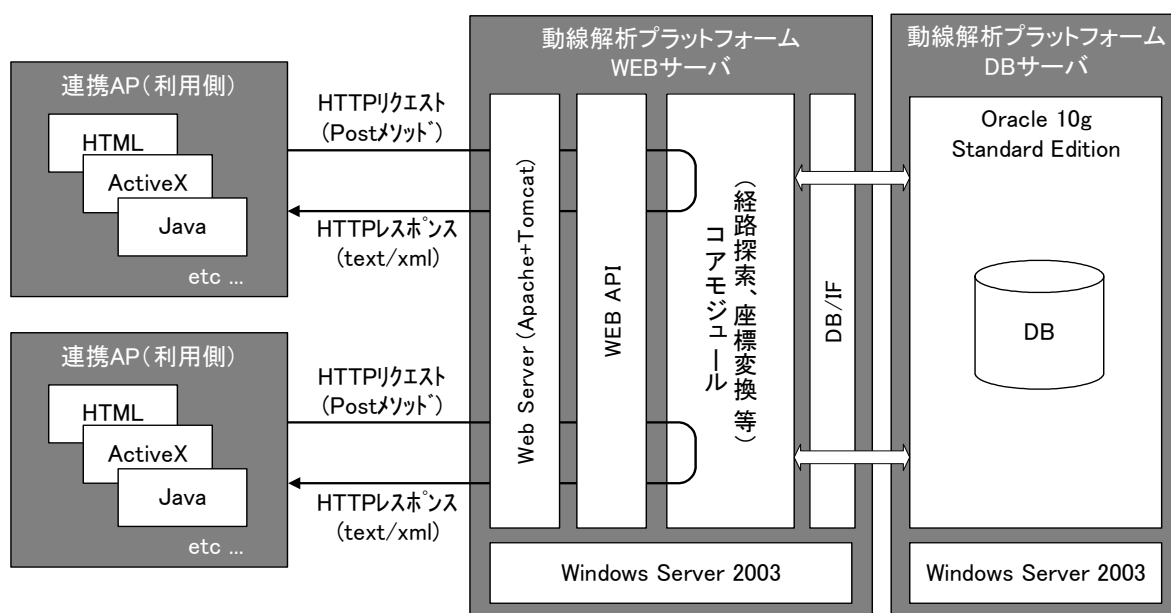 連携AP(利用側)
HTML
ActiveX
Java
etc ...
HTTPﾘｸｴｽﾄ
(Postﾒｿｯﾄﾞ)
HTTPﾚｽﾎﾟﾝｽ
(text/xml)
連携AP(利用側)
HTML
ActiveX
Java
etc ...
HTTPﾘｸｴｽﾄ
(Postﾒｿｯﾄﾞ)
HTTPﾚｽﾎﾟﾝｽ
(text/xml)
動線解析プラットフォーム
WEBサーバ
Web Server (Apache+Tomcat)
WEB API
(経路探索、座標変換 等)
コアモジュール
DB/IF
Windows Server 2003
動線解析プラットフォーム
DBサーバ
Oracle 10g
Standard Edition
DB
Windows Server 2003